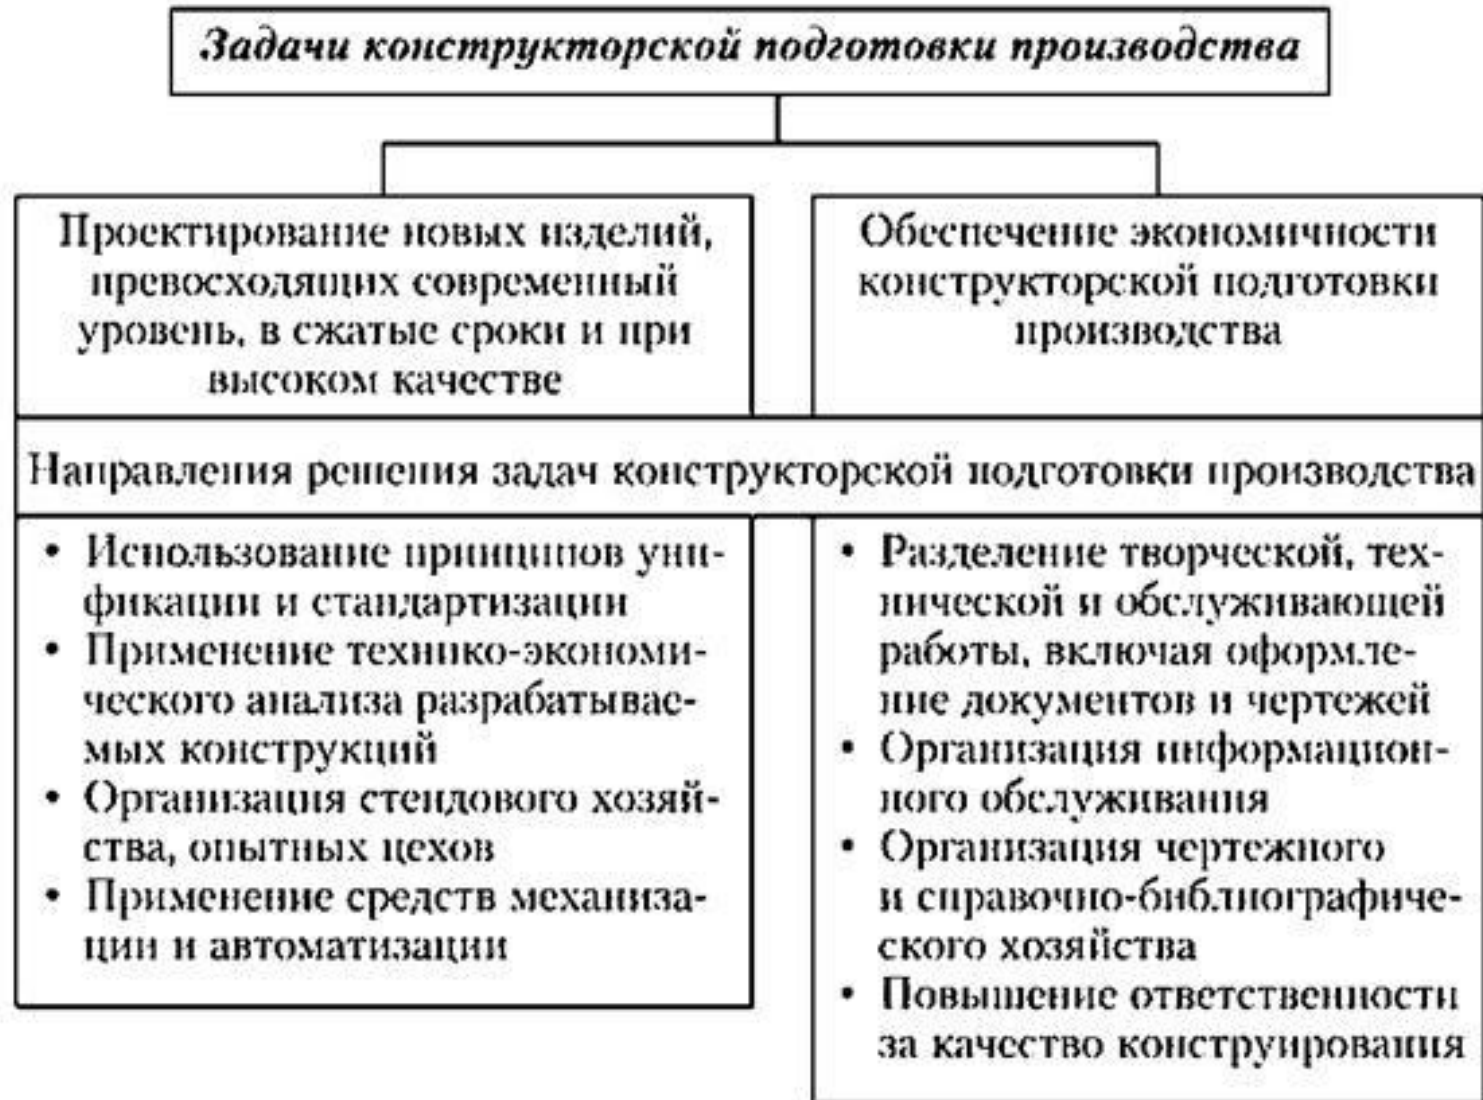 Задачи конструкторской подготовки производства
Проектирование новых изделий,
превосходящих современный
уровень, в сжатые сроки и при
высоком качестве
Обеспечение экономичности
конструкторской подготовки
производства
Направления решения задач конструкторской подготовки производства
• Использование принципов уни-
фикации и стандартизации
• Применение технико-экономи-
ческого анализа разрабатывае-
мых конструкций
• Организация стендового хозяй-
ства, опытных цехов
• Применение средств механиза-
ции и автоматизации
• Разделение творческой, тех-
нической и обслуживающей
работы, включая оформле-
ние документов и чертежей
• Организация информацион-
ного обслуживания
• Организация чертежного
и справочно-библиографиче-
ского хозяйства
• Повышение ответственности
за качество конструирования